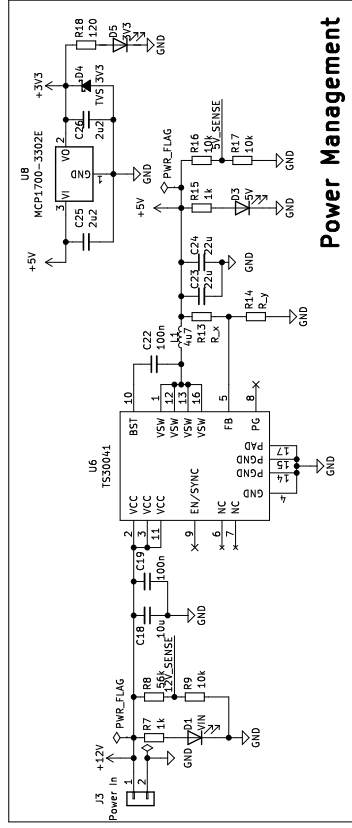 J3
Power In
1
2
+12V
PWR_FLAG
R7
1k
D1
VIN
GND
GND
R8
56k
12V_SENSE
R9
10k
C18
10u
C19
100n
GND
U6
TS30041
2
VCC
3
VCC
11
VCC
9
EN/SYNC
6
NC
7
NC
10
BST
1
VSW
12
VSW
13
VSW
16
VSW
5
FB
8
PG
GND
PGND
PGND
PAD
4
14
15
17
GND
C22
100n
L1
4u7
R13
R_x
R14
R_y
GND
C23
22u
C24
22u
GND
+5V
PWR_FLAG
R15
1k
D3
5V
GND
R16
10k
5V_SENSE
R17
10k
GND
U8
MCP1700-3302E
+5V
3
VI
VO
2
GND
1
GND
C25
2u2
C26
2u2
+3V3
D4
TVS 3V3
R18
120
D5
3V3
GND
Power Management